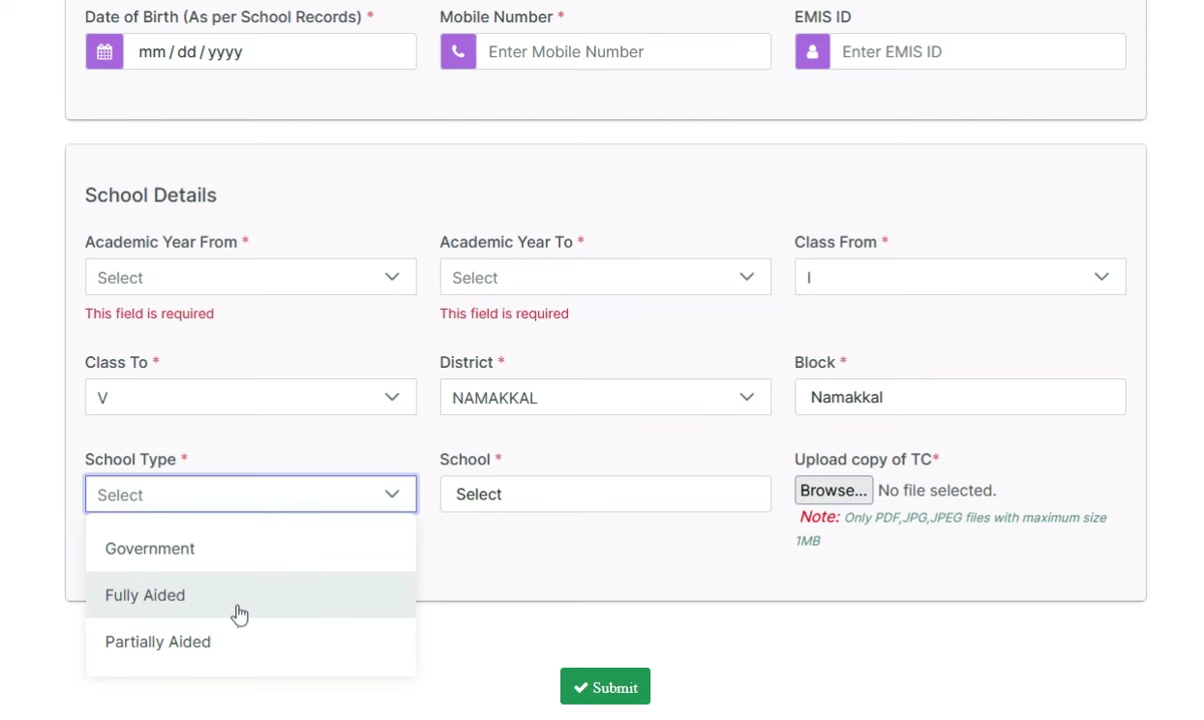 Date of Birth (As per School Records) * Mobile Number * EMIS ID
mm / dd / yyyy Enter Mobile Number Enter EMIS ID
School Details
Academic Year From * Academic Year To * Class From *
Select Select I
This field is required This field is required
Class To * District * Block *
V NAMAKKAL Namakkal
School Type * School * Upload copy of TC*
Select Select Browse... No file selected.
Note: Only PDF,JPG,JPEG files with maximum size
1MB
Government
Fully Aided
Partially Aided
Submit